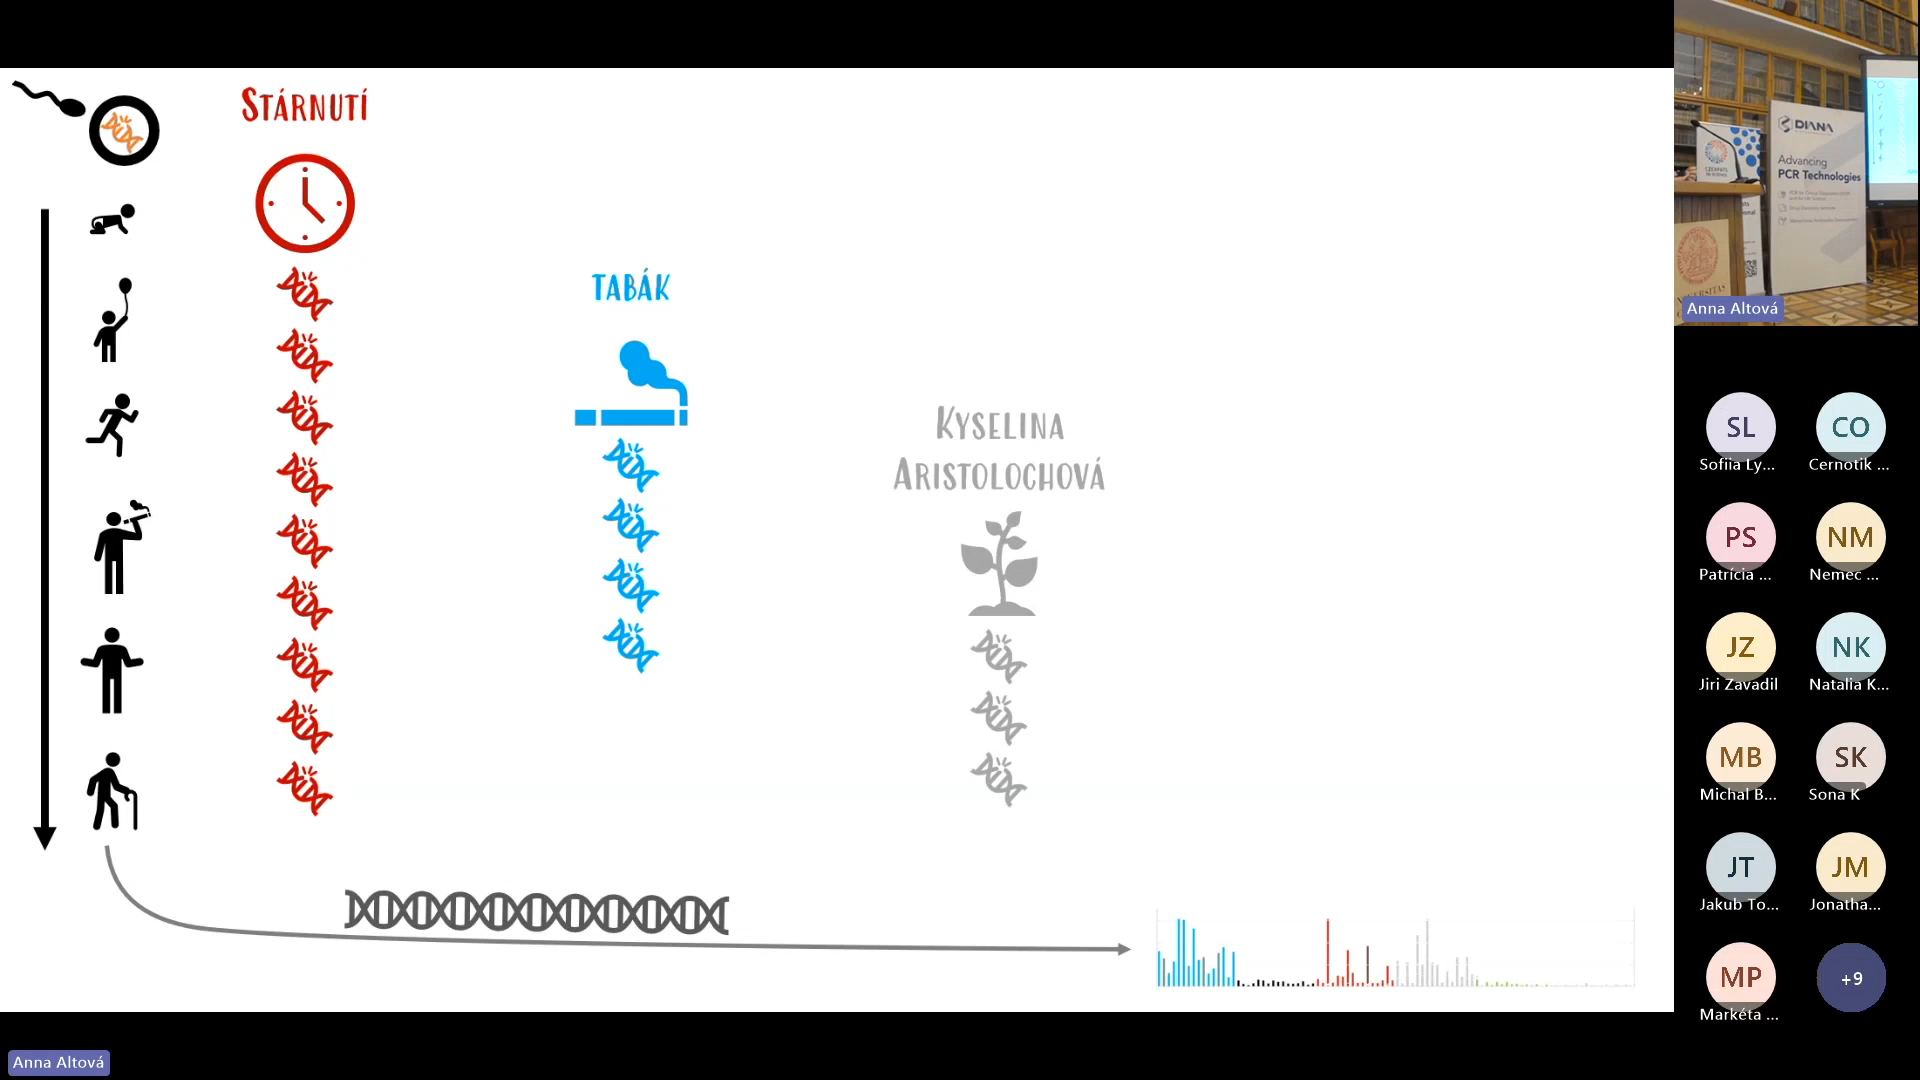 STÁRNUTÍ
TABÁK
KYSELINA
ARISTOLOCHOVÁ
DIANA
Advancing
PCR Technologies
Anna Altová
SL
Sofiia Ly...
CO
Cernotik ...
PS
Patrícia ...
NM
Nemec ...
JZ
Jiri Zavadil
NK
Natalia K...
MB
Michal B...
SK
Sona K
JT
Jakub To...
JM
Jonatha...
MP
Markéta ...
+9
Anna Altová